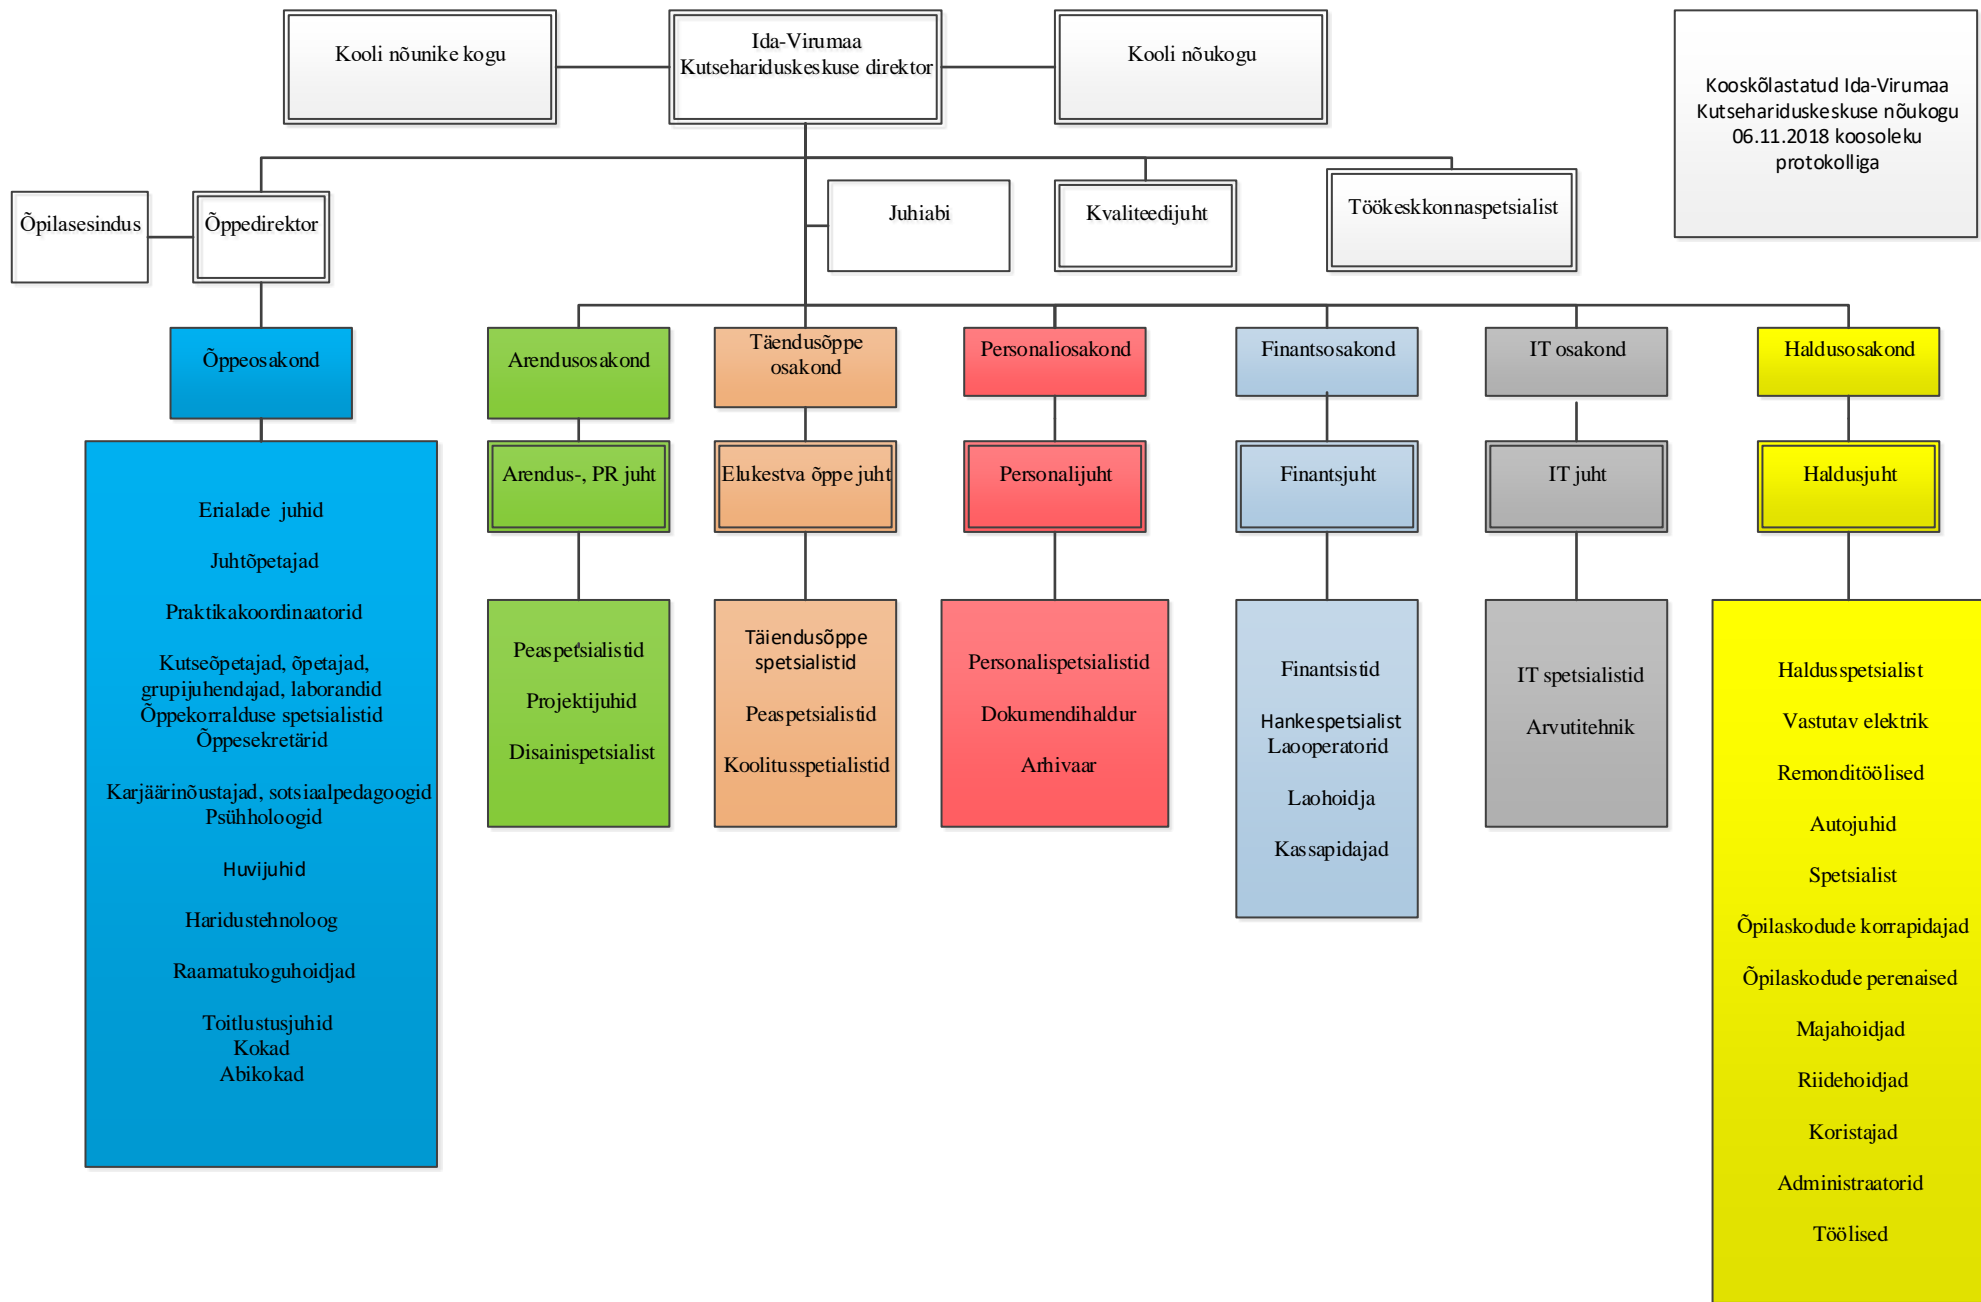 Kooli nõunike kogu
Ida-Virumaa
Kutsehariduskeskuse direktor
Kooli nõukogu
Kooskõlastatud Ida-Virumaa
Kutsehariduskeskuse nõukogu
06.11.2018 koosoleku
protokolliga
Õpilasesindus
Õppedirektor
Juhiabi
Kvaliteedijuht
Töökeskkonnaspetsialist
Õppeosakond
Arendusosakond
Täendusõppe
osakond
Personaliosakond
Finantsosakond
IT osakond
Haldusosakond
Arendus-, PR juht
Elukestva õppe juht
Personalijuht
Finantsjuht
IT juht
Haldusjuht
Erialade juhid
Juhtõpetajad
Praktikakoordinaatorid
Kutseõpetajad, õpetajad,
grupijuhendajad, laborandid
Õppekorralduse spetsialistid
Õppesekretärid
Karjäärinõustajad, sotsiaalpedagoogid
Psühholoogid
Huvijuhid
Haridustehnoloog
Raamatukoguhoidjad
Toitlustusjuhid
Kokad
Abikokad
Peaspetsialistid
Projektijuhid
Disainispetsialist
Täiendusõppe
spetsialistid
Peaspetsialistid
Koolitusspetialistid
Personalispetsialistid
Dokumendihaldur
Arhivaar
Finantsistid
Hankespetsialist
Laooperatorid
Laohoidja
Kassapidajad
IT spetsialistid
Arvutitehnik
Haldusspetsialist
Vastutav elektrik
Remonditöölised
Autojuhid
Spetsialist
Õpilaskodude korrapidajad
Õpilaskodude perenaised
Majahoidjad
Riidehoidjad
Koristajad
Administraatorid
Töölised